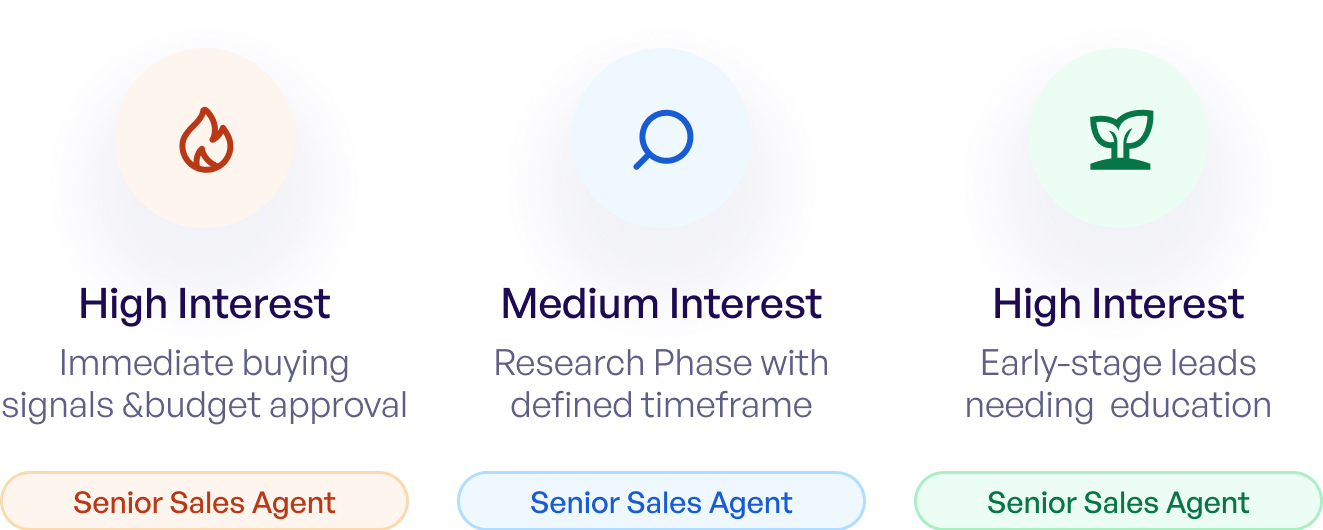 High Interest
Immediate buying
signals &budget approval
Senior Sales Agent
Medium Interest
Research Phase with
defined timeframe
Senior Sales Agent
High Interest
Early-stage leads
needing  education
Senior Sales Agent